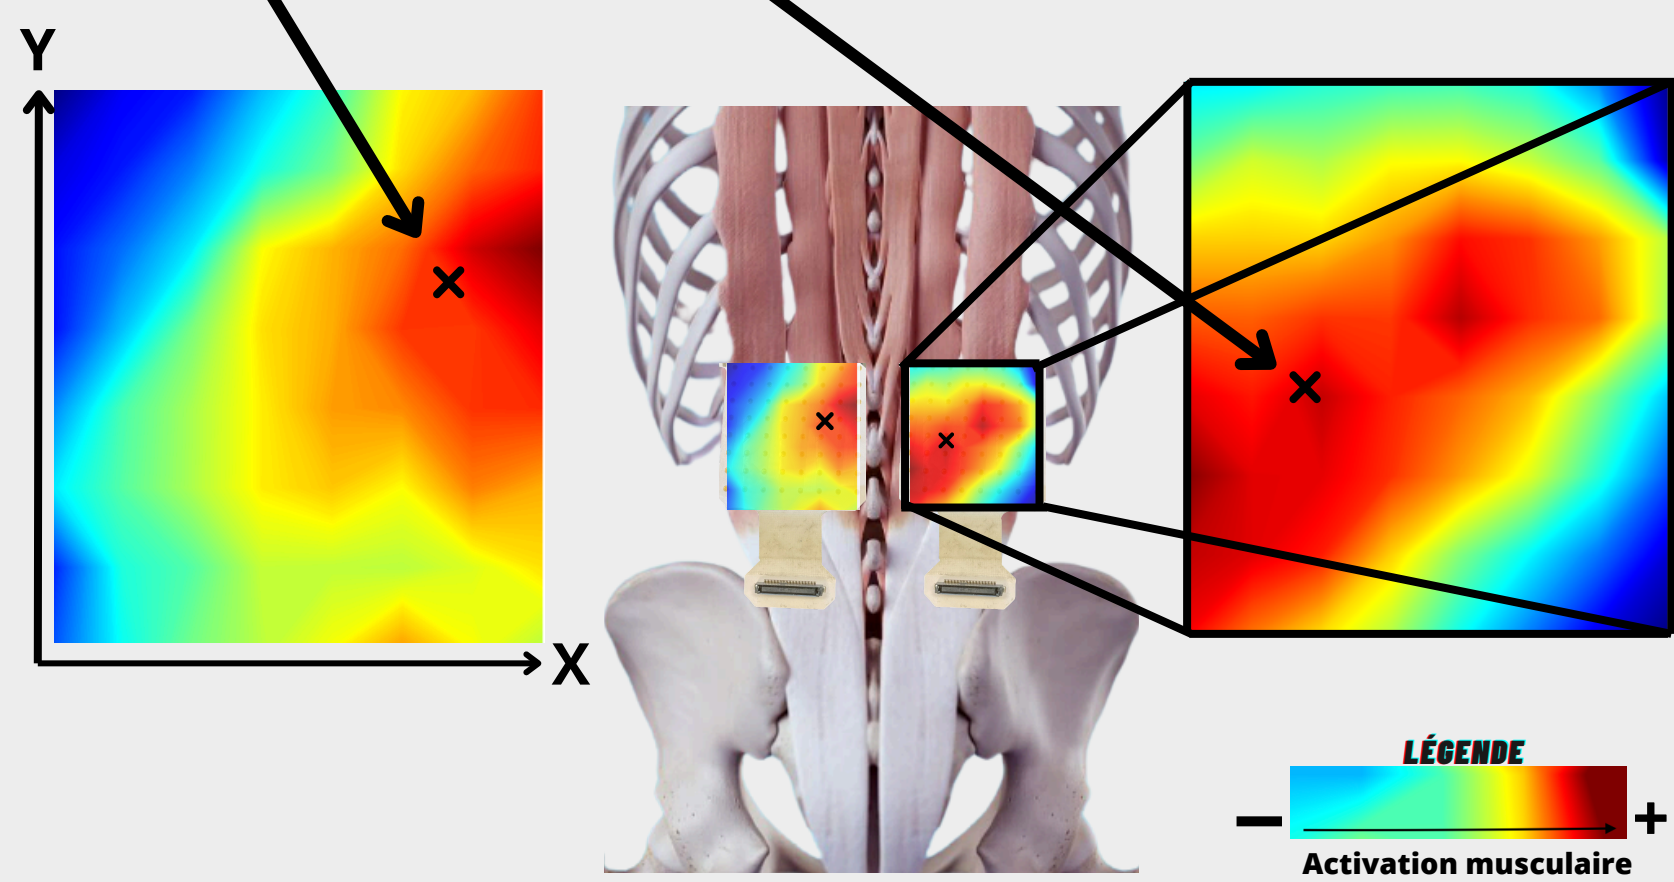 Y
X
LÉGENDE
− +
Activation musculaire